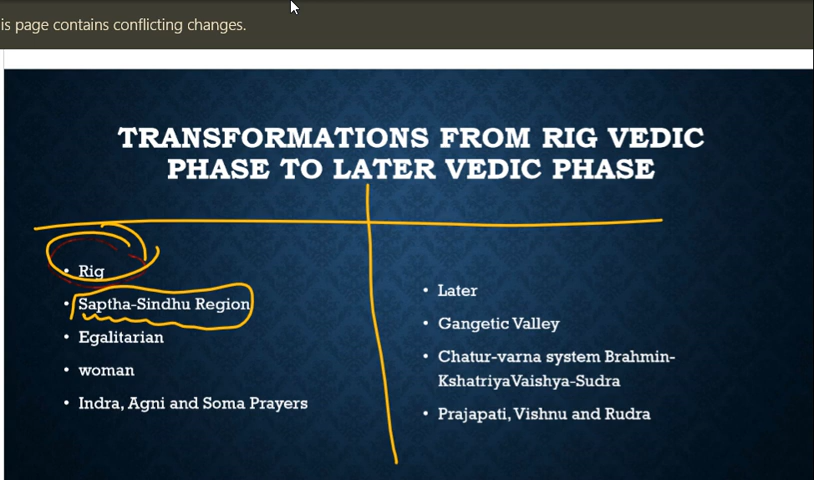 is page contains conflicting changes.
TRANSFORMATIONS FROM RIG VEDIC
PHASE TO LATER VEDIC PHASE
• Rig
• Saptha-Sindhu Region
• Egalitarian
• woman
• Indra, Agni and Soma Prayers
• Later
• Gangetic Valley
• Chatur-varna system Brahmin-
KshatriyaVaishya-Sudra
• Prajapati, Vishnu and Rudra